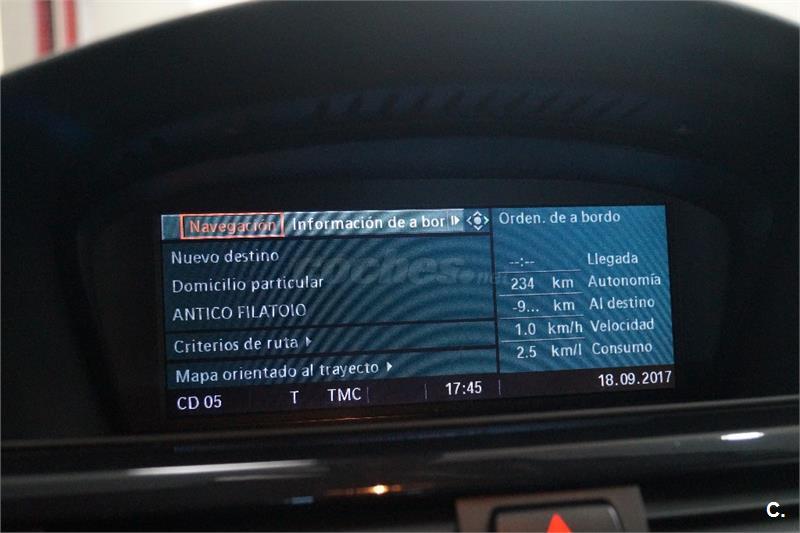 Navegación Información de a bor
Nuevo destino
Domicilio particular
ANTICO FILATOIO
Criterios de ruta
Mapa orientado al trayecto
CD 05 T TMC 17:45 18.09.2017
Orden. de a bordo
--:-- Llegada
234 km Autonomía
-9... km Al destino
1.0 km/h Velocidad
2.5 km/l Consumo
coches.net
C.